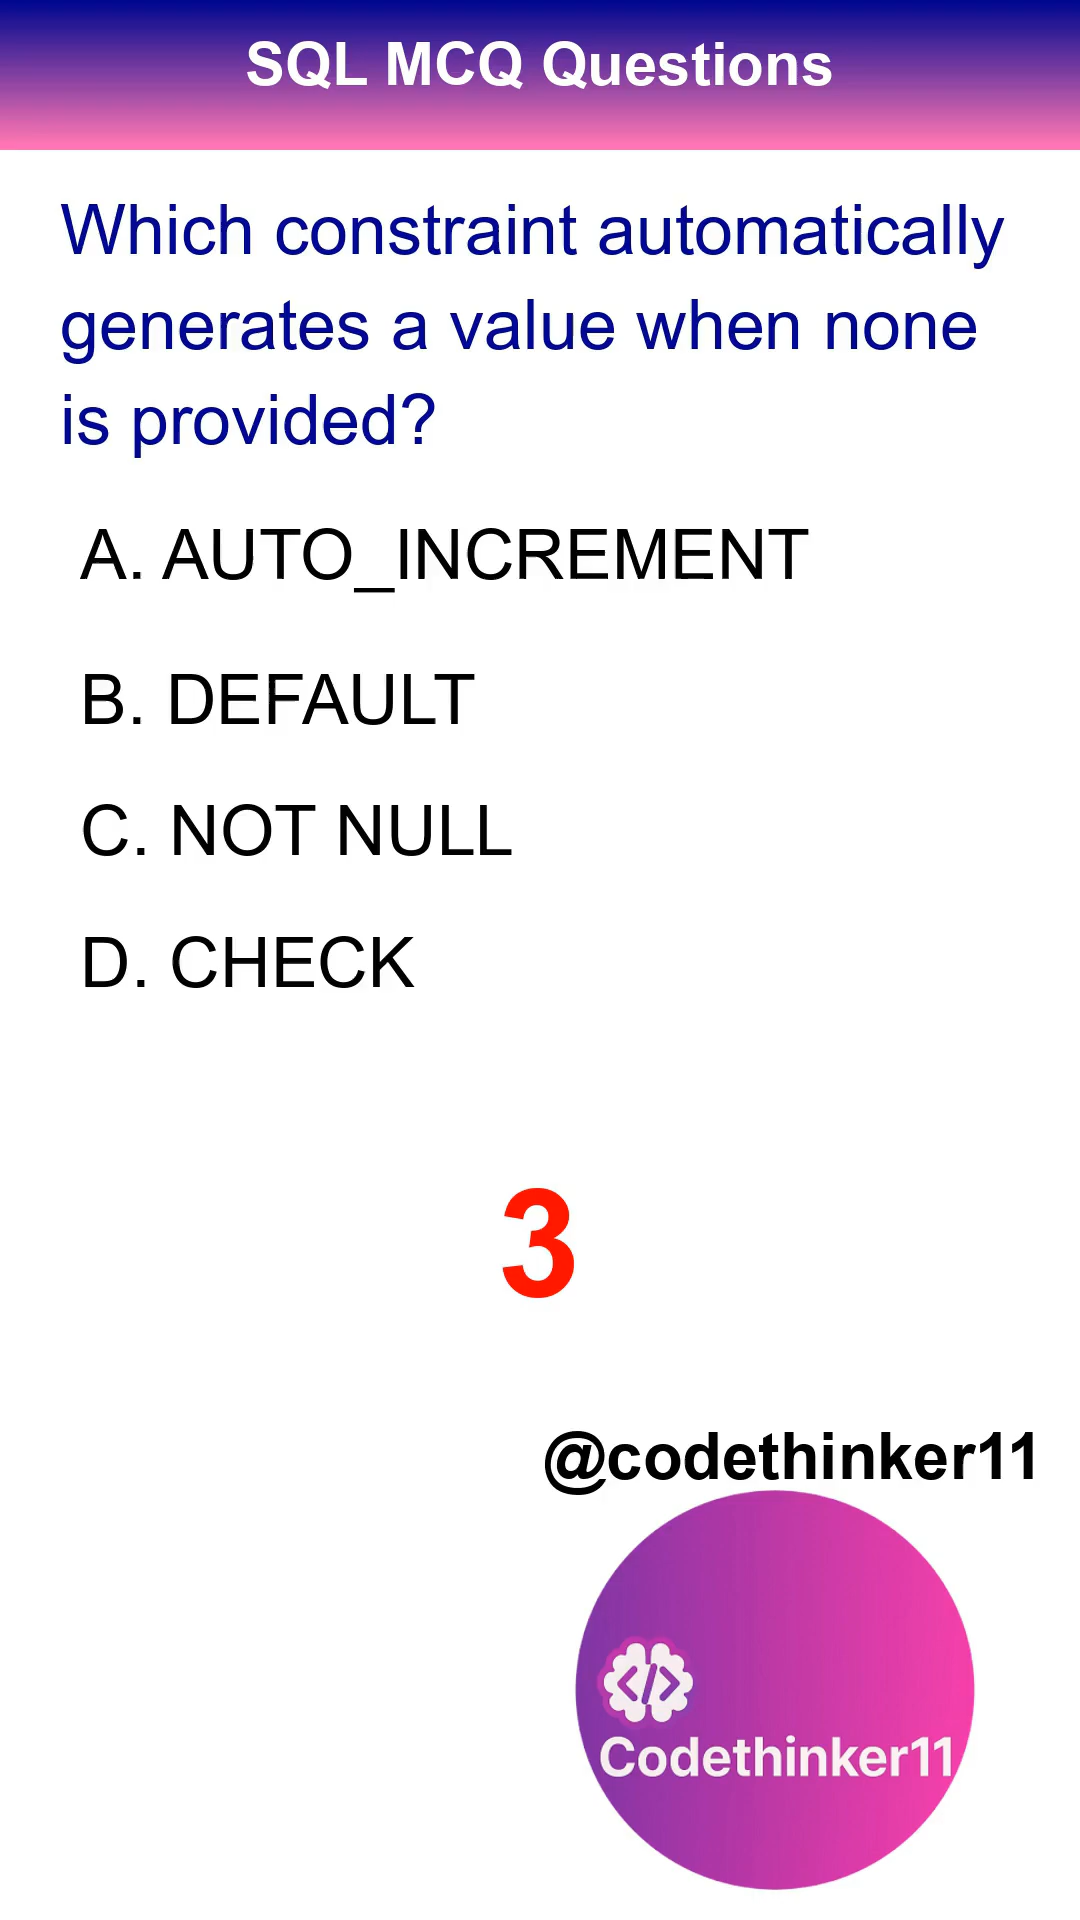 SQL MCQ Questions
Which constraint automatically
generates a value when none
is provided?
A. AUTO_INCREMENT
B. DEFAULT
C. NOT NULL
D. CHECK
3
@codethinker11
</>
Codethinker11